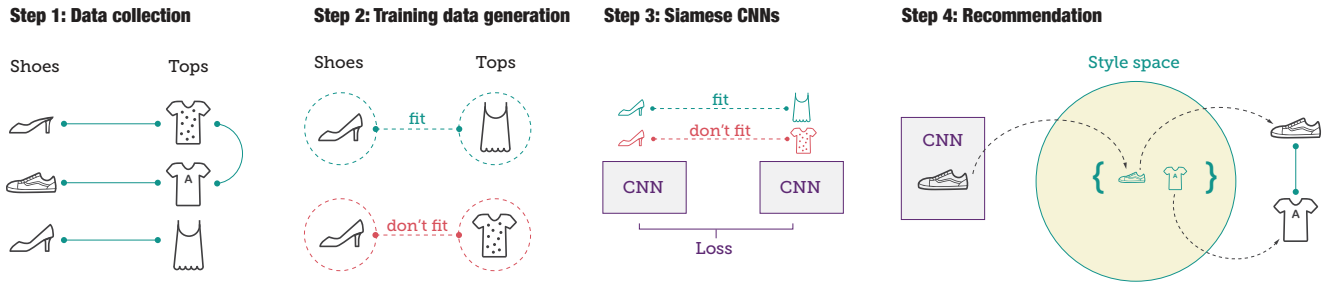 Step 1: Data collection
Shoes
Tops
A
Step 2: Training data generation
Shoes
Tops
fit
don't fit
Step 3: Siamese CNNs
fit
don't fit
CNN
CNN
Loss
Step 4: Recommendation
Style space
CNN
{ A }
A